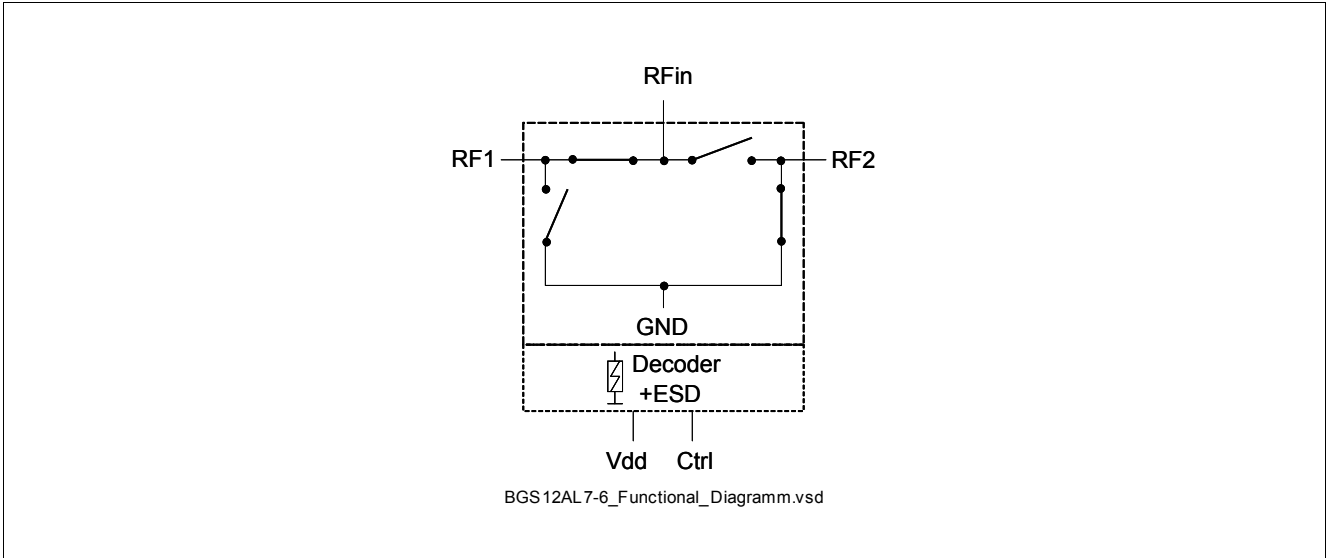 RFin
RF1
RF2
GND
Decoder
+ESD
Vdd Ctrl
BGS12AL7-6_Functional_Diagramm.vsd